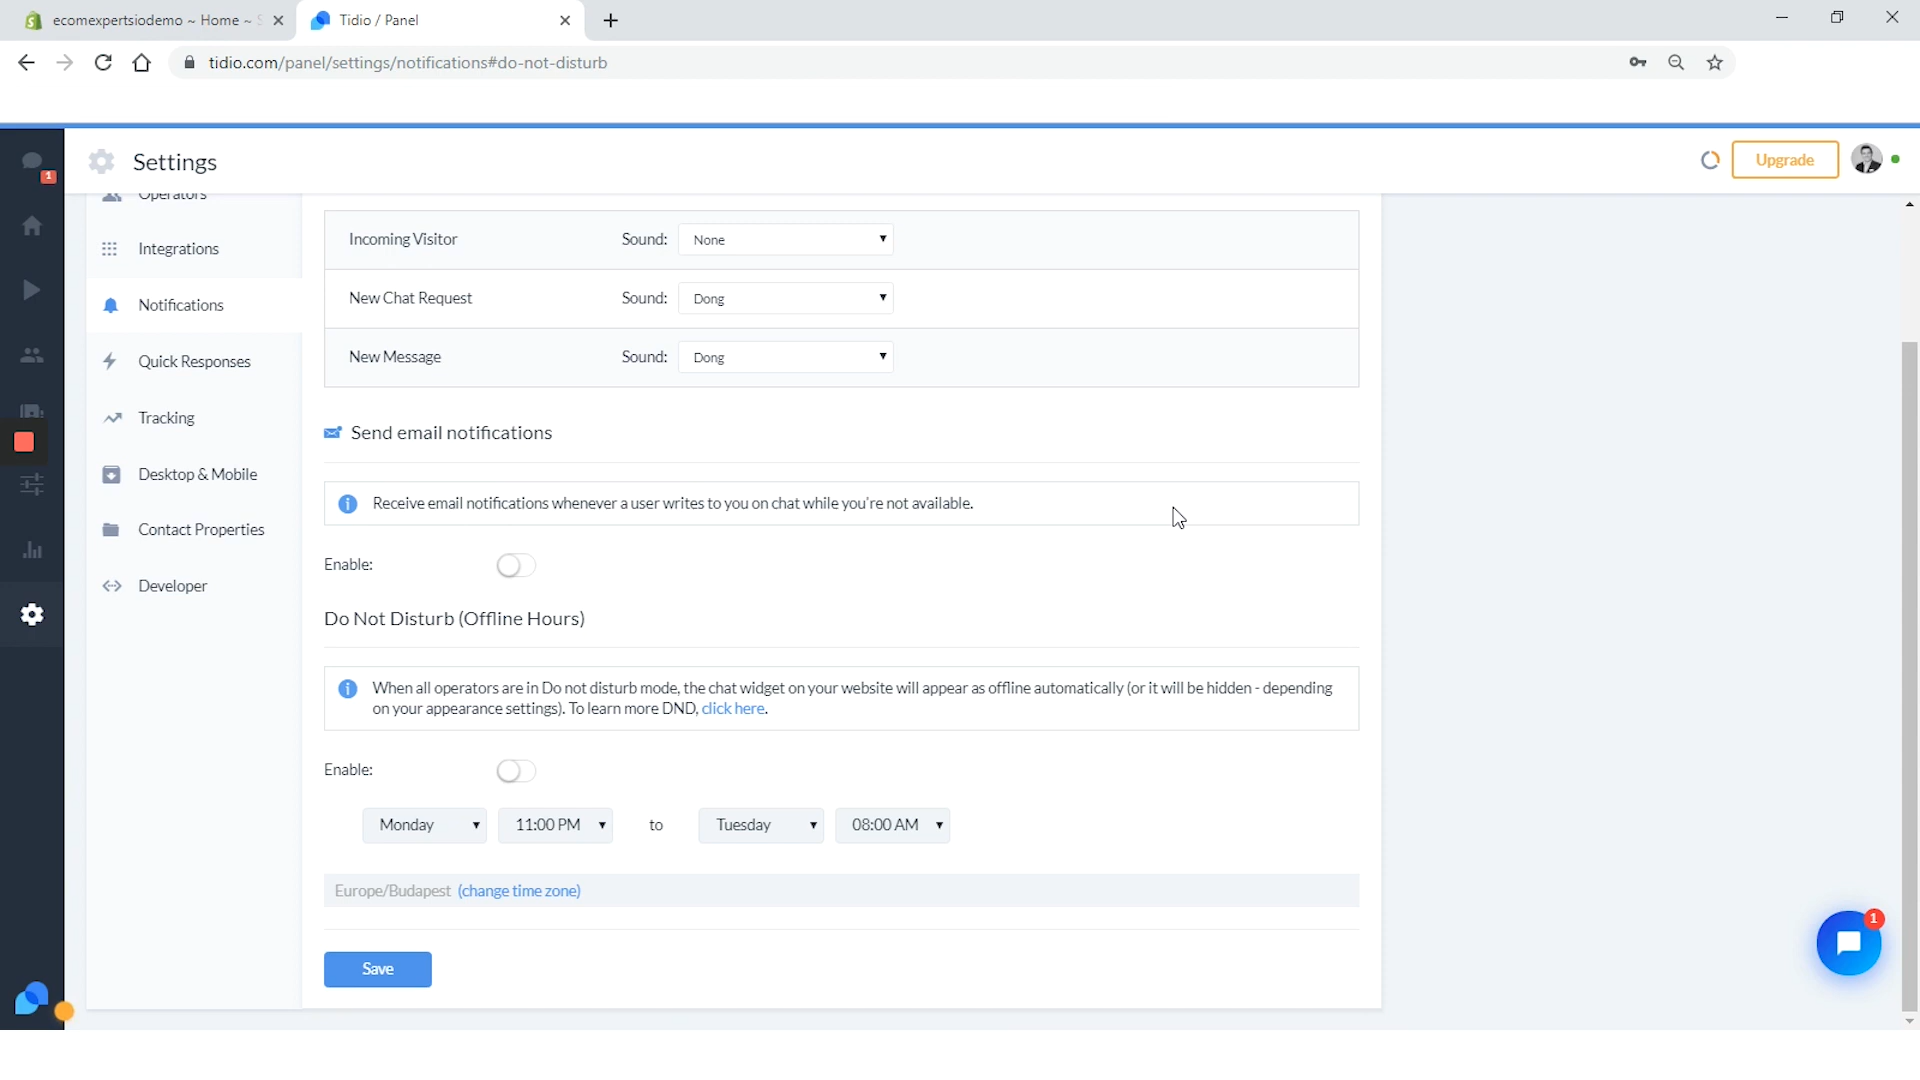 ecomexpertsiodemo ~ Home ~ S
Tidio / Panel
tidio.com/panel/settings/notifications#do-not-disturb
1
Settings
Upgrade
Operators
Integrations
Notifications
Quick Responses
Tracking
Desktop & Mobile
Contact Properties
Developer
Incoming Visitor Sound: None
New Chat Request Sound: Dong
New Message Sound: Dong
Send email notifications
Receive email notifications whenever a user writes to you on chat while you're not available.
Enable:
Do Not Disturb (Offline Hours)
When all operators are in Do not disturb mode, the chat widget on your website will appear as offline automatically (or it will be hidden - depending
on your appearance settings). To learn more DND, click here.
Enable:
Monday 11:00 PM to Tuesday 08:00 AM
Europe/Budapest (change time zone)
Save
1